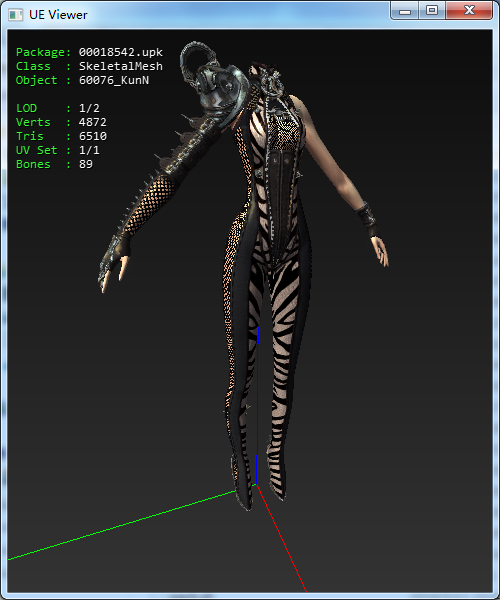 UE Viewer
Package: 00018542.upk
Class : SkeletalMesh
Object : 60076_KunN
LOD : 1/2
Verts : 4872
Tris : 6510
UV Set : 1/1
Bones : 89